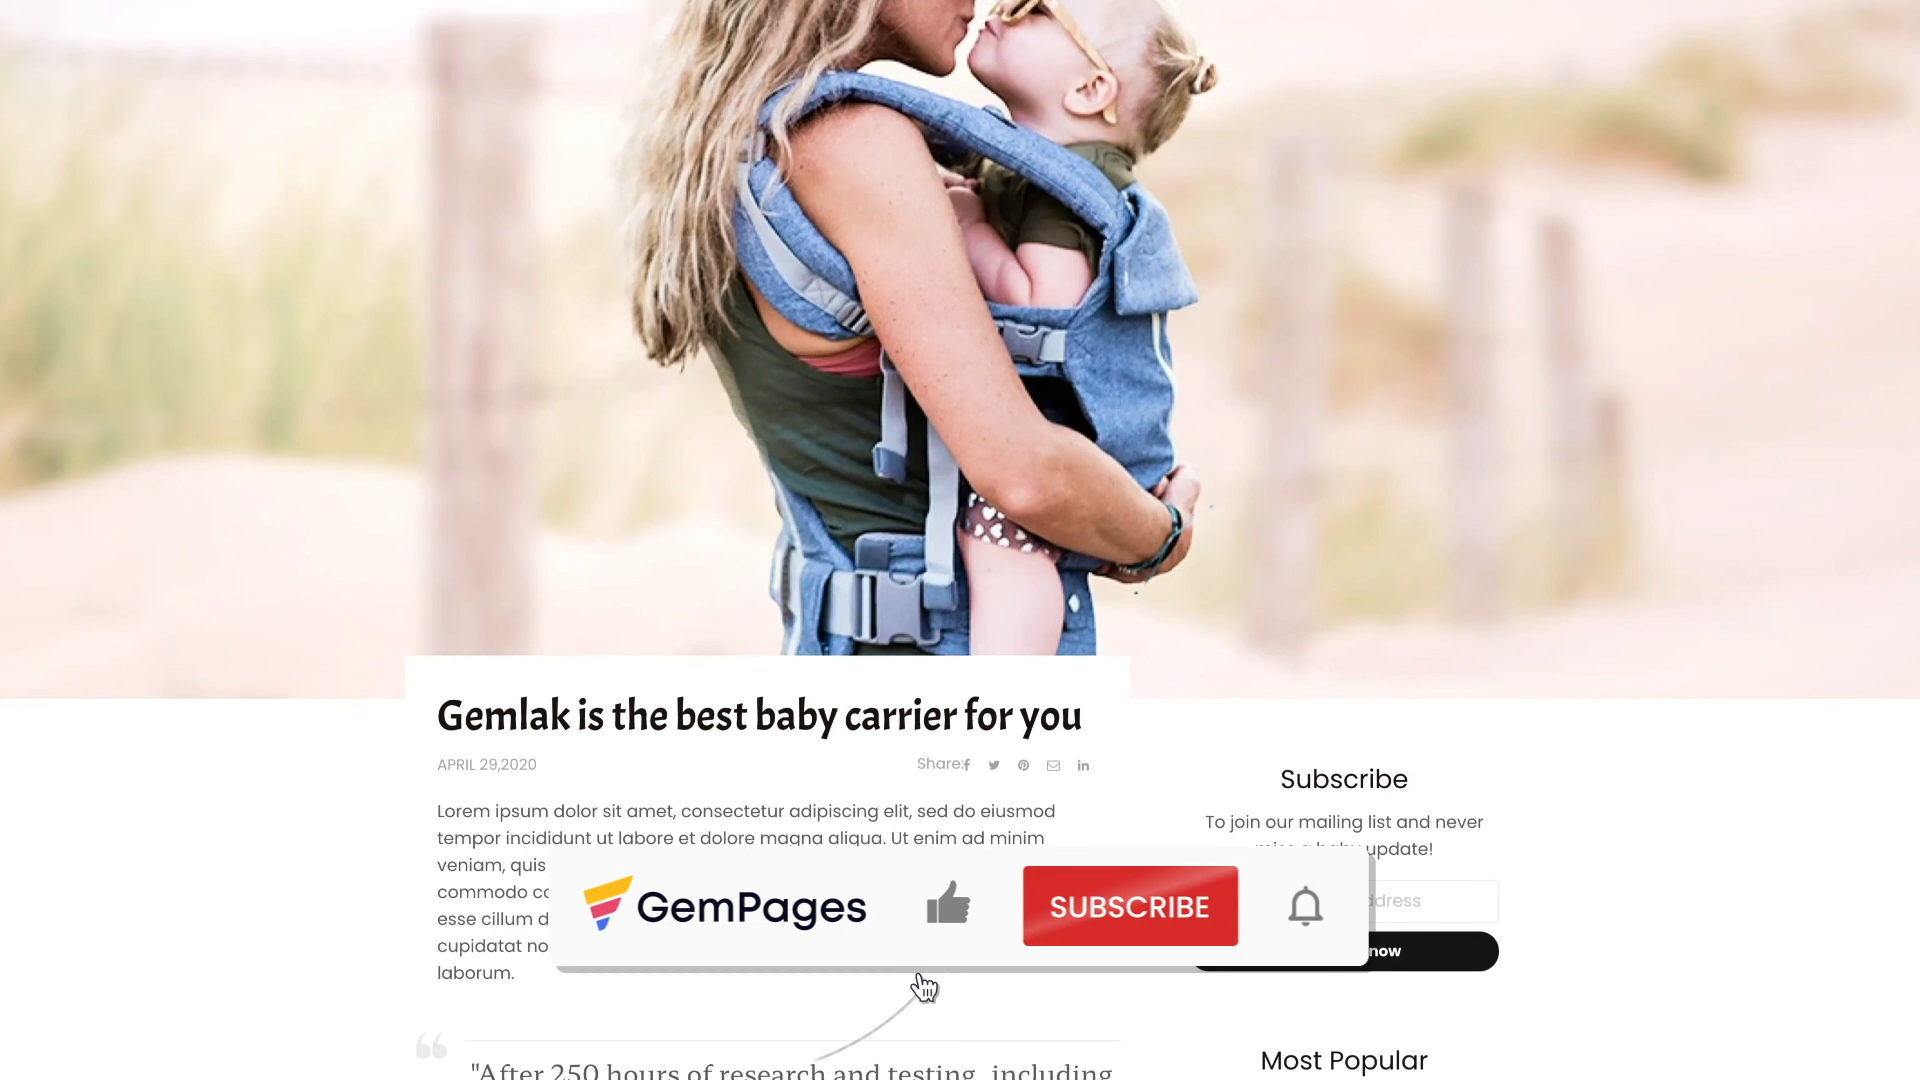 Gemlak is the best baby carrier for you
APRIL 29,2020
Share:
Lorem ipsum dolor sit amet, consectetur adipiscing elit, sed do eiusmod
tempor incididunt ut labore et dolore magna aliqua. Ut enim ad minim
veniam, quis
commodo
esse cillum
cupidatat
laborum.
"After 250 hours of research and testing, including
Subscribe
To join our mailing list and never
update!
now
Most Popular
GemPages
SUBSCRIBE